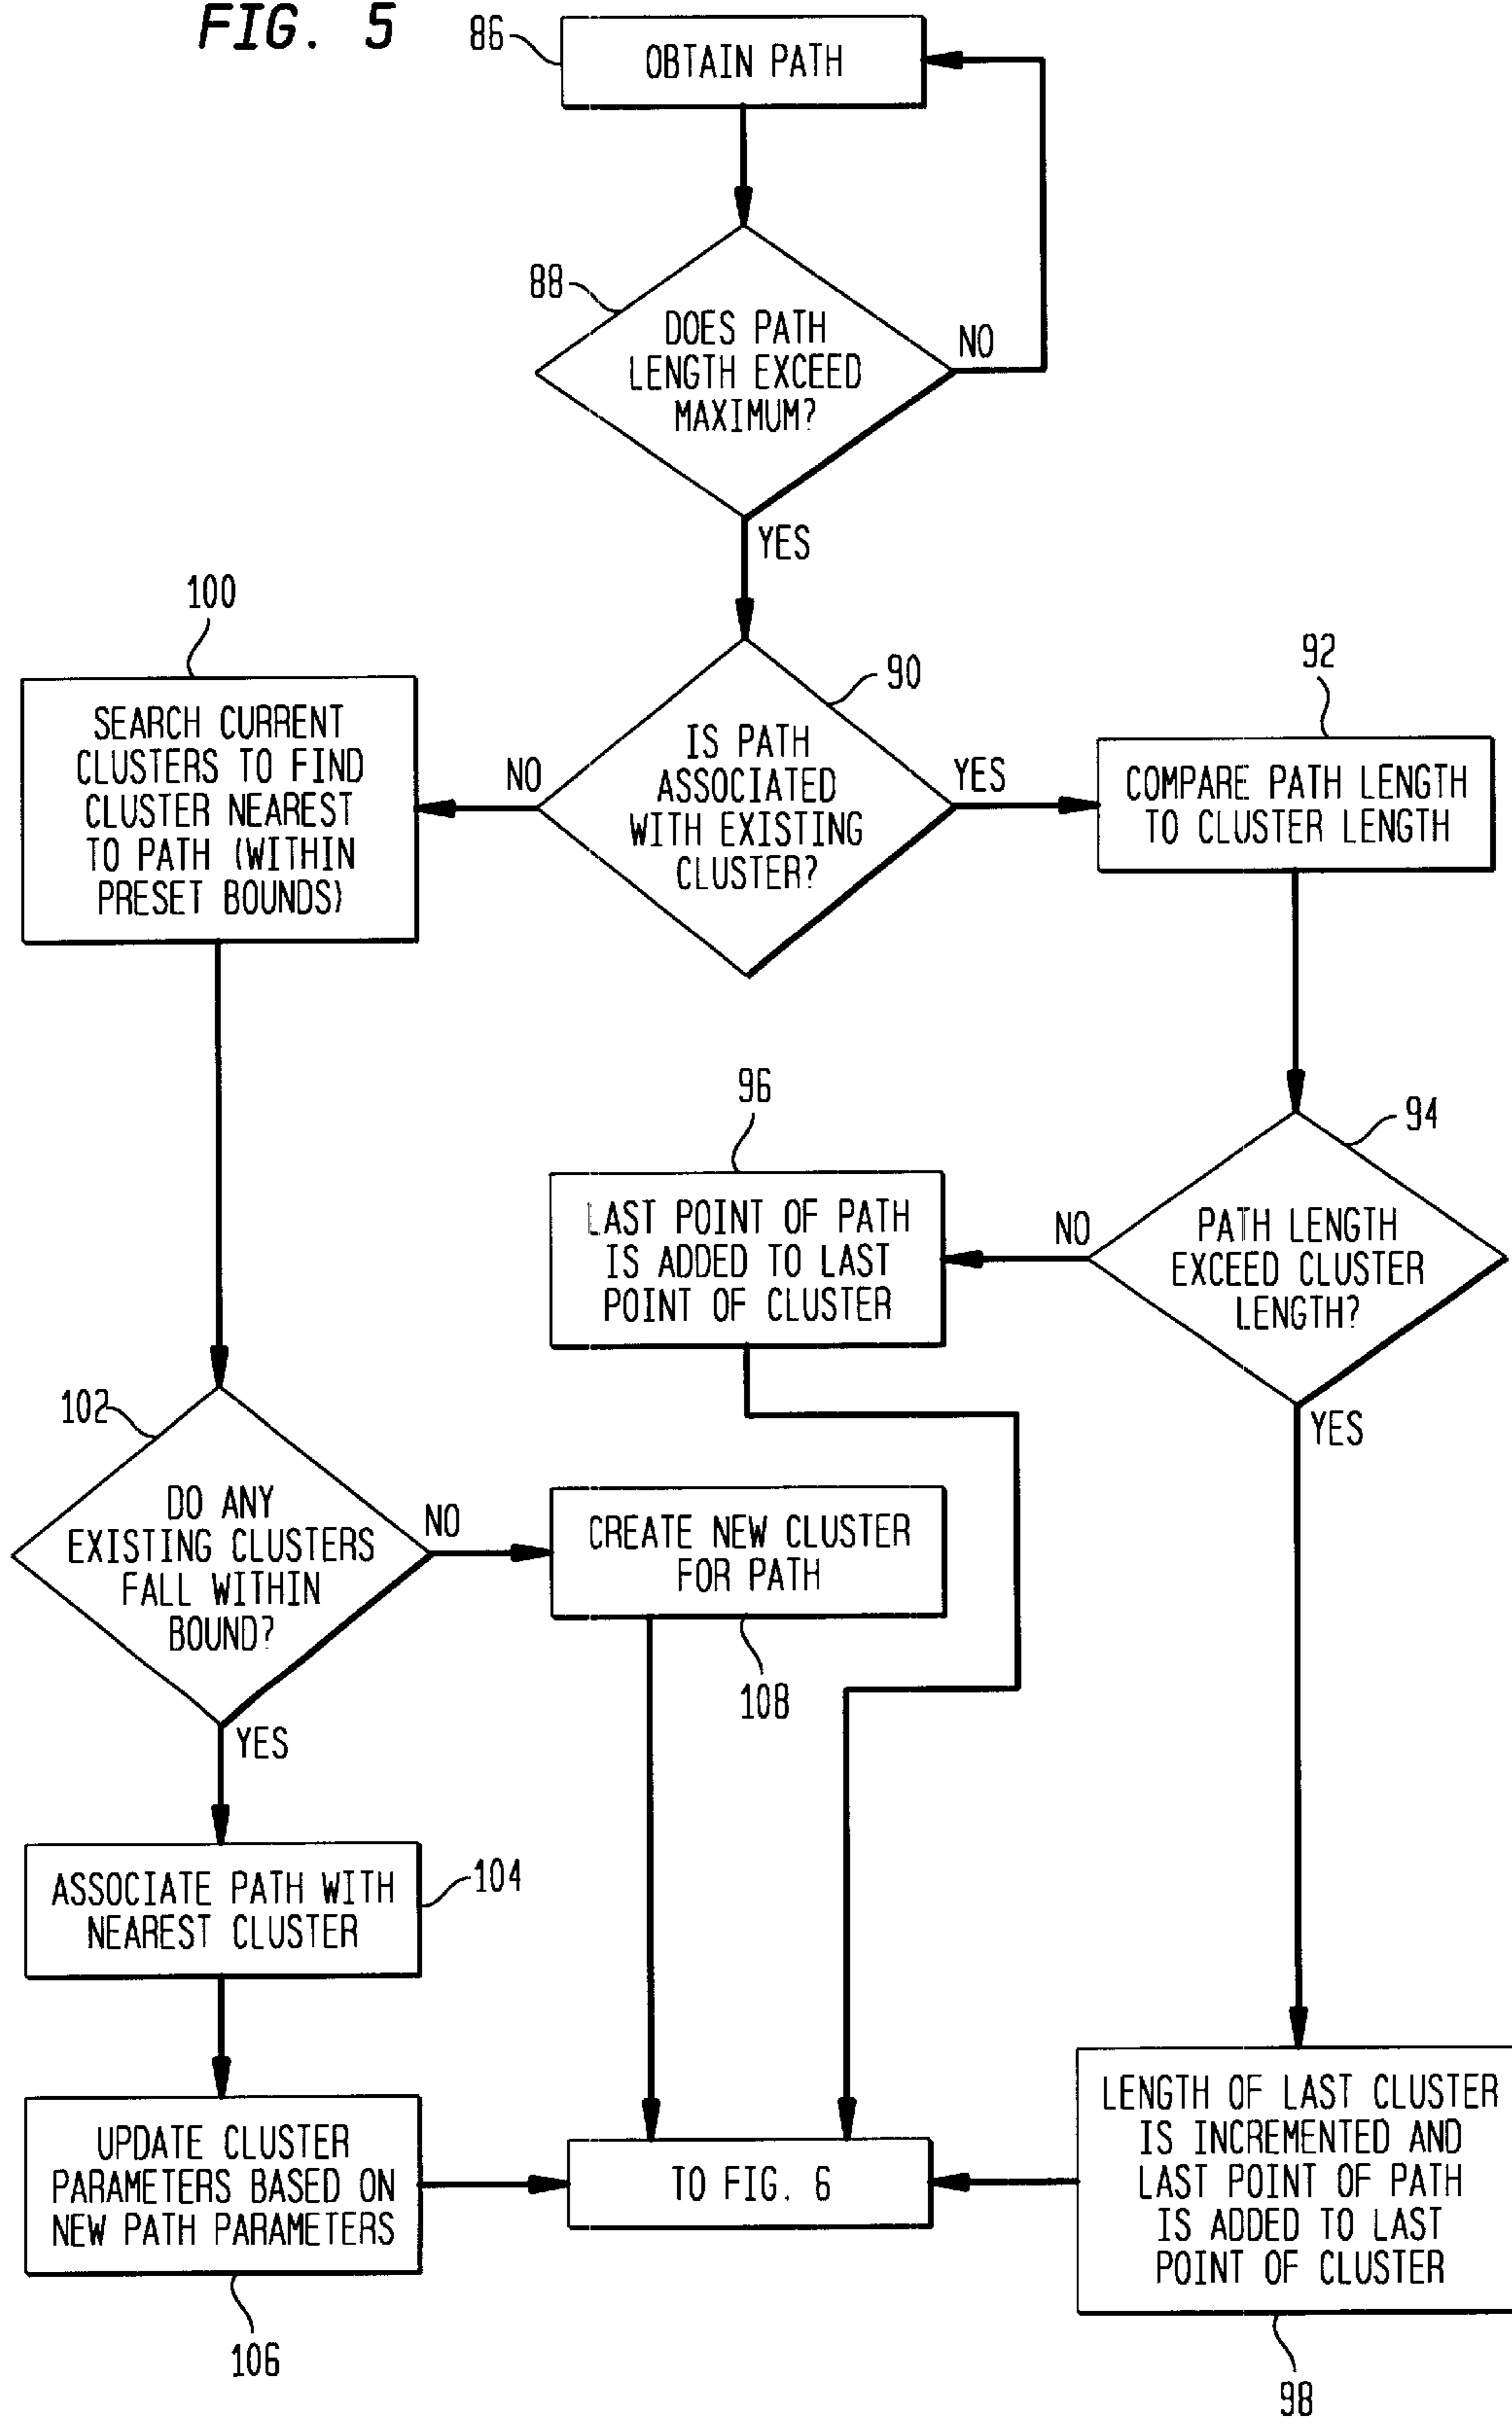 FIG. 5
86
OBTAIN PATH
88
DOES PATH
LENGTH EXCEED
MAXIMUM?
NO
YES
100
SEARCH CURRENT
CLUSTERS TO FIND
CLUSTER NEAREST
TO PATH (WITHIN
PRESET BOUNDS)
NO
90
IS PATH
ASSOCIATED
WITH EXISTING
CLUSTER?
YES
92
COMPARE PATH LENGTH
TO CLUSTER LENGTH
96
LAST POINT OF PATH
IS ADDED TO LAST
POINT OF CLUSTER
NO
94
PATH LENGTH
EXCEED CLUSTER
LENGTH?
YES
102
DO ANY
EXISTING CLUSTERS
FALL WITHIN
BOUND?
NO
CREATE NEW CLUSTER
FOR PATH
108
YES
ASSOCIATE PATH WITH
NEAREST CLUSTER
104
UPDATE CLUSTER
PARAMETERS BASED ON
NEW PATH PARAMETERS
106
TO FIG. 6
LENGTH OF LAST CLUSTER
IS INCREMENTED AND
LAST POINT OF PATH
IS ADDED TO LAST
POINT OF CLUSTER
98